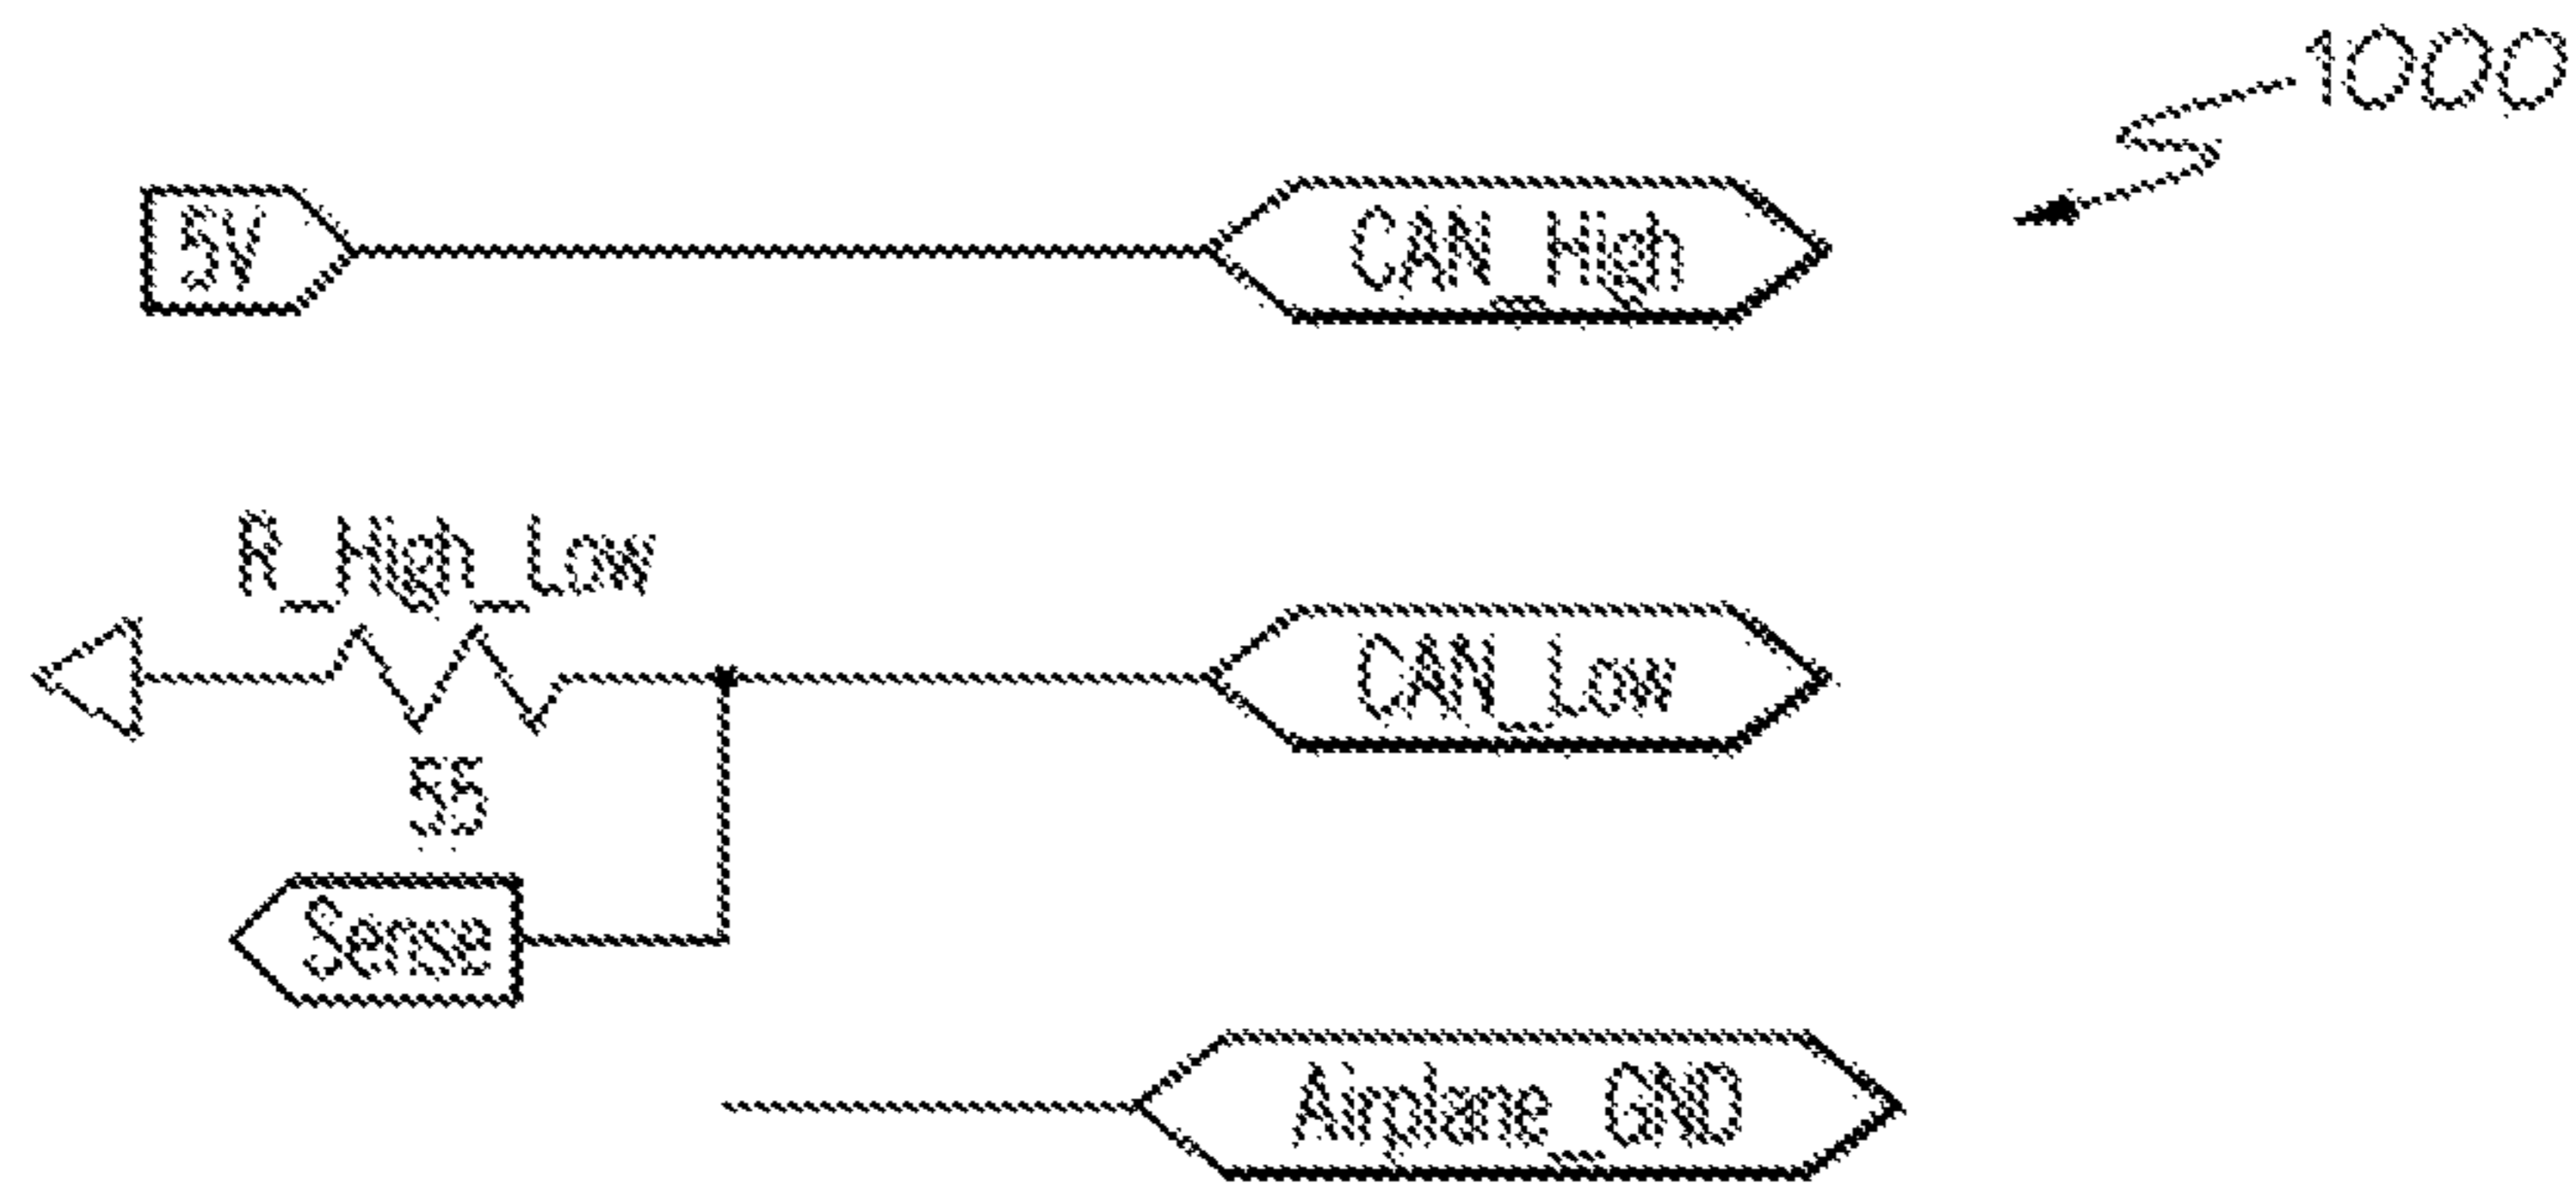 1000
5V
CAN_High
R_High_Low
CAN_Low
55
Sense
Airplane_GND